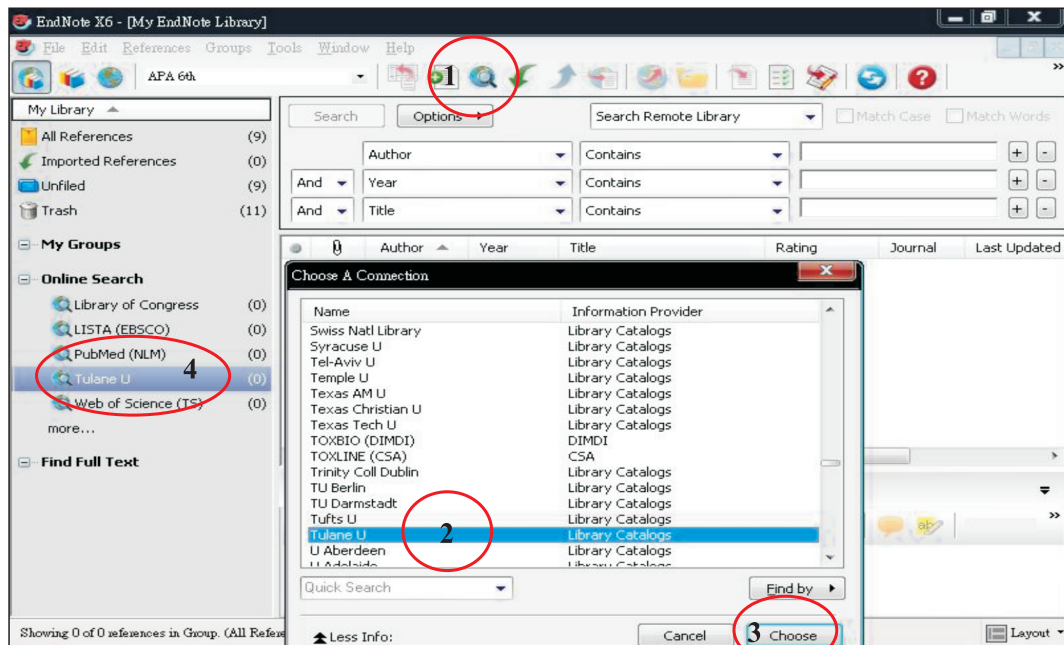 EndNote X6 - [My EndNote Library]
File Edit References Groups Tools Window Help
APA 6th
1
»
My Library
All References (9)
Imported References (0)
Unfiled (9)
Trash (11)
My Groups
Online Search
Library of Congress (0)
LISTA (EBSCO) (0)
PubMed (NLM) (0)
Tulane U (0)
4
Web of Science (TS) (0)
more...
Find Full Text
Search Options Search Remote Library Match Case Match Words
Author Contains + -
And Year Contains + -
And Title Contains + -
Author Year Title Rating Journal Last Updated
Choose A Connection
Name Information Provider
Swiss Natl Library Library Catalogs
Syracuse U Library Catalogs
Tel-Aviv U Library Catalogs
Temple U Library Catalogs
Texas AM U Library Catalogs
Texas Christian U Library Catalogs
Texas Tech U Library Catalogs
TOXBIO (DIMDI) DIMDI
TOXLINE (CSA) CSA
Trinity Coll Dublin Library Catalogs
TU Berlin Library Catalogs
TU Darmstadt Library Catalogs
Tufts U Library Catalogs
Tulane U Library Catalogs
2
U Aberdeen Library Catalogs
U Adelaide Library Catalogs
Quick Search Find by
Less Info: Cancel 3 Choose
»
Showing 0 of 0 references in Group. (All Refere
Layout